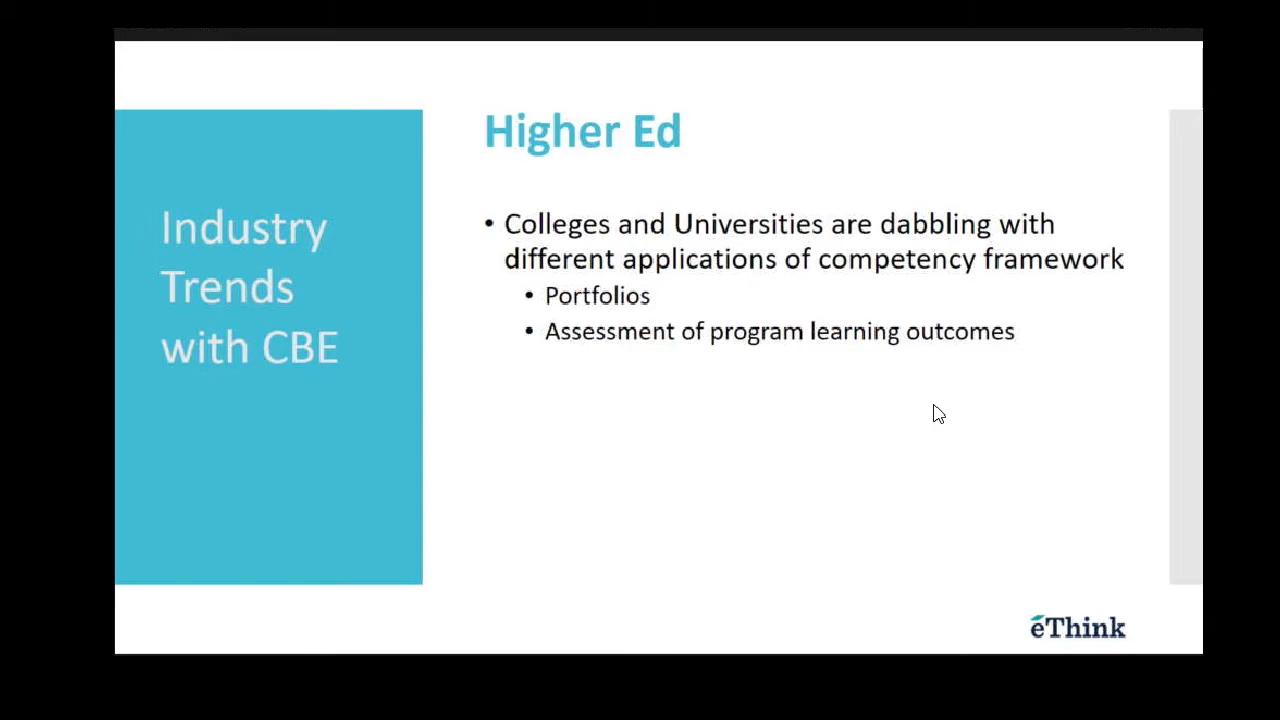 Industry
Trends
with CBE
Higher Ed
• Colleges and Universities are dabbling with
different applications of competency framework
• Portfolios
• Assessment of program learning outcomes
éThink